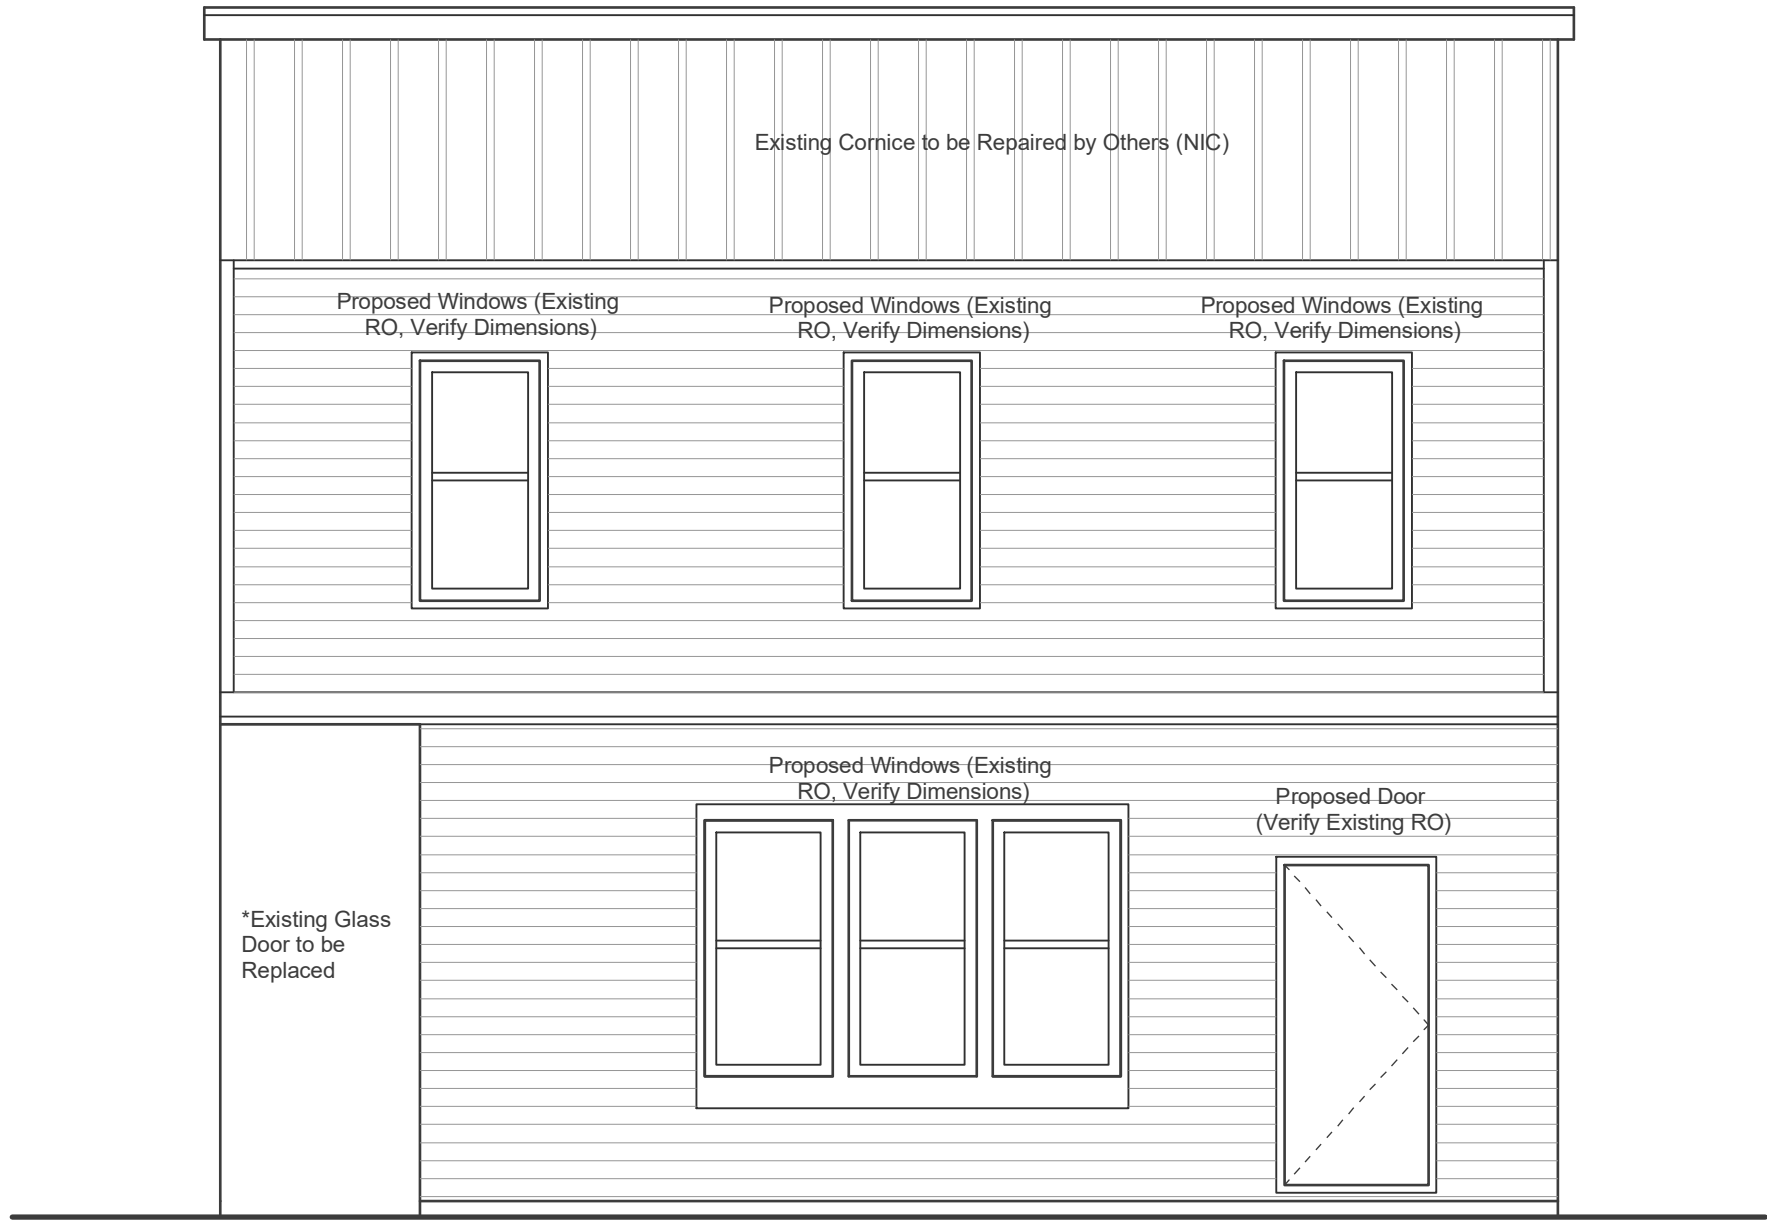 Existing Cornice to be Repaired by Others (NIC)
Proposed Windows (Existing
RO, Verify Dimensions)
Proposed Windows (Existing
RO, Verify Dimensions)
Proposed Windows (Existing
RO, Verify Dimensions)
Proposed Windows (Existing
RO, Verify Dimensions)
Proposed Door
(Verify Existing RO)
*Existing Glass
Door to be
Replaced